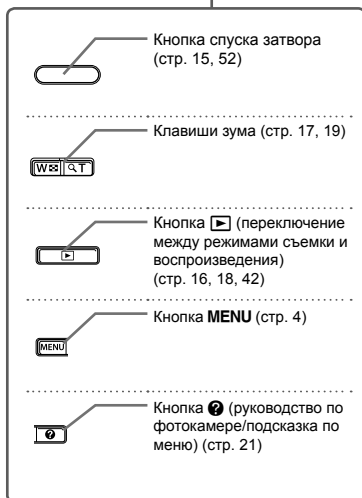 Кнопка спуска затвора
(стр. 15, 52)
Клавиши зума (стр. 17, 19)
W T
Кнопка ▶ (переключение
между режимами съемки и
воспроизведения)
(стр. 16, 18, 42)
Кнопка MENU (стр. 4)
MENU
Кнопка ? (руководство по
фотокамере/подсказка по
меню) (стр. 21)
?